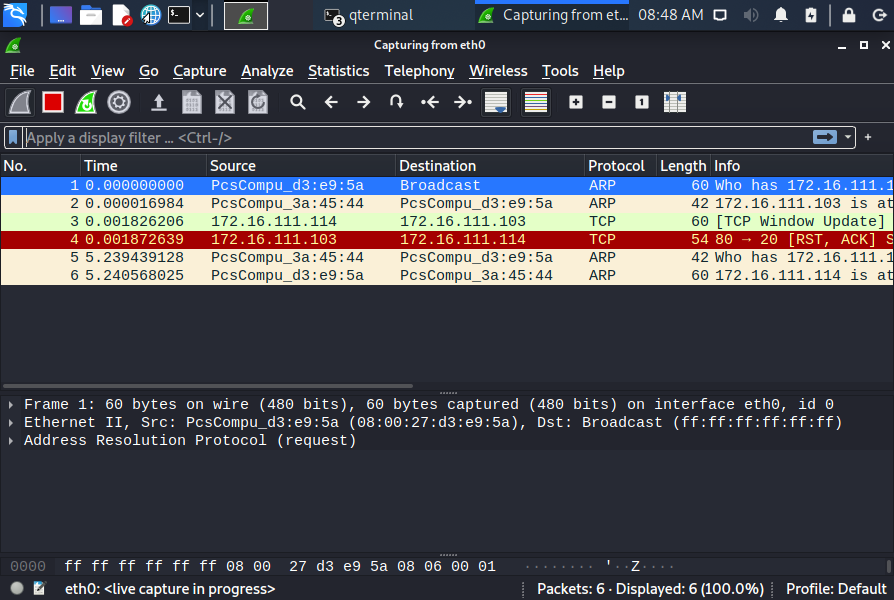 3 qterminal Capturing from et... 08:48 AM
Capturing from eth0
File Edit View Go Capture Analyze Statistics Telephony Wireless Tools Help
Apply a display filter ... <Ctrl-/>
No. Time Source Destination Protocol Length Info
1 0.000000000 PcsCompu_d3:e9:5a Broadcast ARP 60 Who has 172.16.111.1
2 0.000016984 PcsCompu_3a:45:44 PcsCompu_d3:e9:5a ARP 42 172.16.111.103 is at
3 0.001826206 172.16.111.114 172.16.111.103 TCP 60 [TCP Window Update]
4 0.001872639 172.16.111.103 172.16.111.114 TCP 54 80 → 20 [RST, ACK] S
5 5.239439128 PcsCompu_3a:45:44 PcsCompu_d3:e9:5a ARP 42 Who has 172.16.111.1
6 5.240568025 PcsCompu_d3:e9:5a PcsCompu_3a:45:44 ARP 60 172.16.111.114 is at
Frame 1: 60 bytes on wire (480 bits), 60 bytes captured (480 bits) on interface eth0, id 0
Ethernet II, Src: PcsCompu_d3:e9:5a (08:00:27:d3:e9:5a), Dst: Broadcast (ff:ff:ff:ff:ff:ff)
Address Resolution Protocol (request)
0000 ff ff ff ff ff ff 08 00 27 d3 e9 5a 08 06 00 01 ········ '··Z····
eth0: <live capture in progress> Packets: 6 · Displayed: 6 (100.0%) Profile: Default